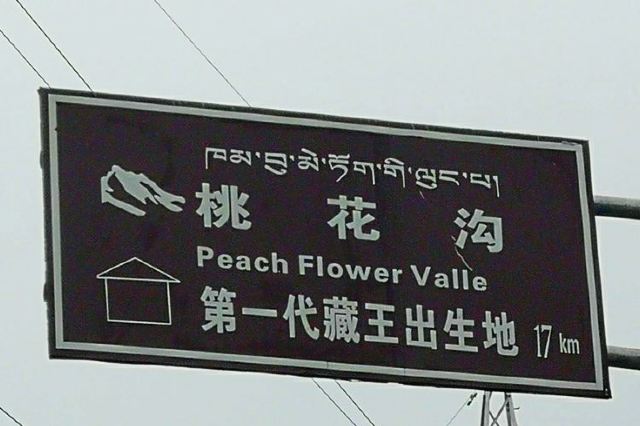 ཁམ་བུ་མེ་ཏོག་གི་ལུང་པ།
桃花沟
Peach Flower Valle
第一代藏王出生地 17 km